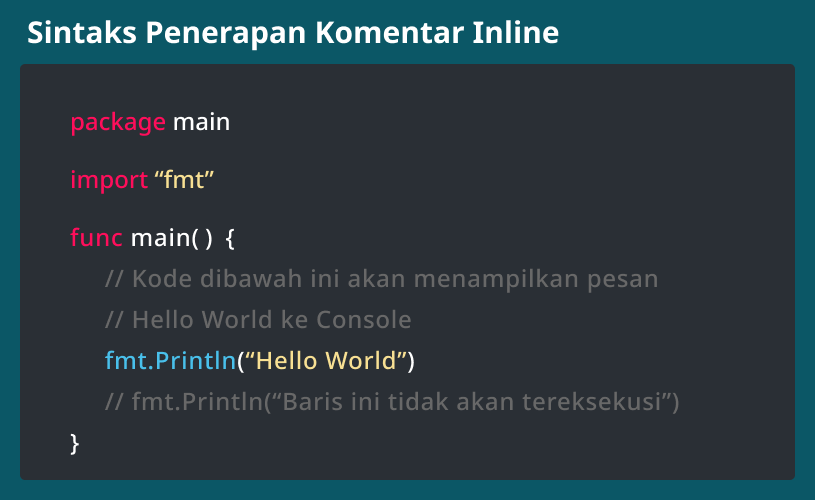 Sintaks Penerapan Komentar Inline
package main
import “fmt”
func main( ) {
// Kode dibawah ini akan menampilkan pesan
// Hello World ke Console
fmt.Println(“Hello World”)
// fmt.Println(“Baris ini tidak akan tereksekusi”)
}